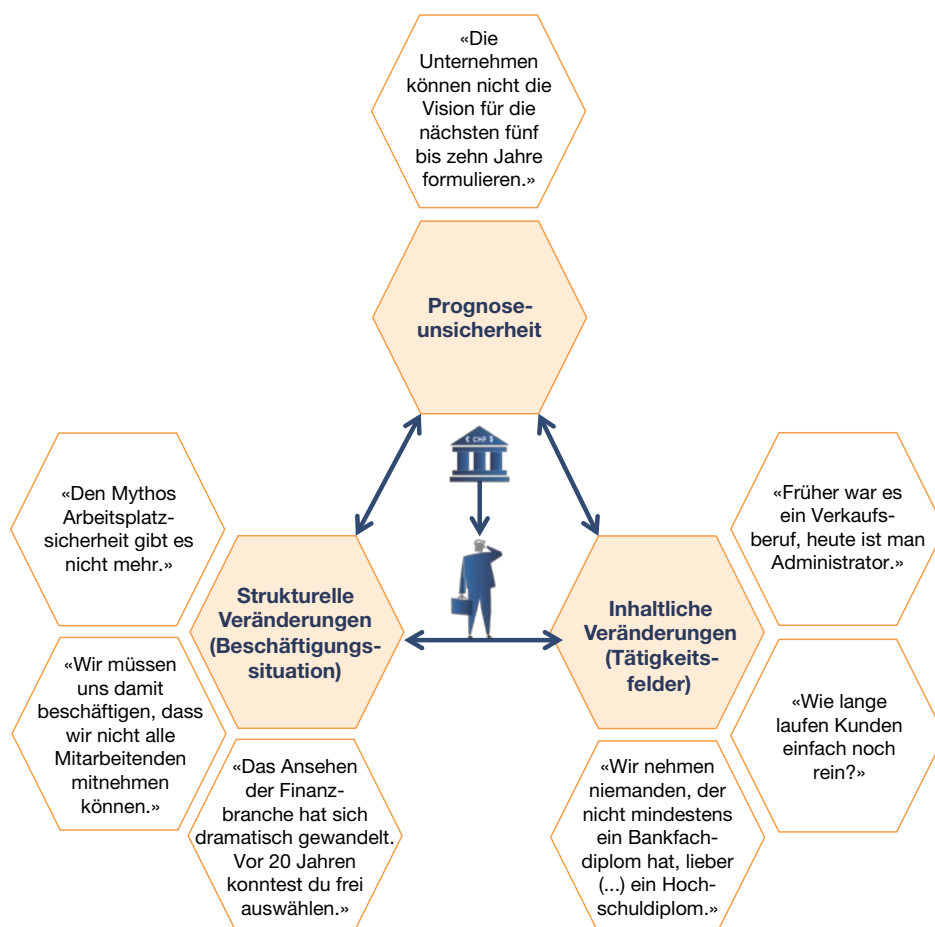 «Die
Unternehmen
können nicht die
Vision für die
nächsten fünf
bis zehn Jahre
formulieren.»
Prognose-
unsicherheit
€ CHF $
«Den Mythos
Arbeitsplatz-
sicherheit gibt es
nicht mehr.»
«Früher war es
ein Verkaufs-
beruf, heute ist man
Administrator.»
Strukturelle
Veränderungen
(Beschäftigungs-
situation)
Inhaltliche
Veränderungen
(Tätigkeits-
felder)
«Wir müssen
uns damit
beschäftigen, dass
wir nicht alle
Mitarbeitenden
mitnehmen
können.»
«Wie lange
laufen Kunden
einfach noch
rein?»
«Das Ansehen
der Finanz-
branche hat sich
dramatisch gewandelt.
Vor 20 Jahren
konntest du frei
auswählen.»
«Wir nehmen
niemanden, der
nicht mindestens
ein Bankfach-
diplom hat, lieber
(...) ein Hoch-
schuldiplom.»